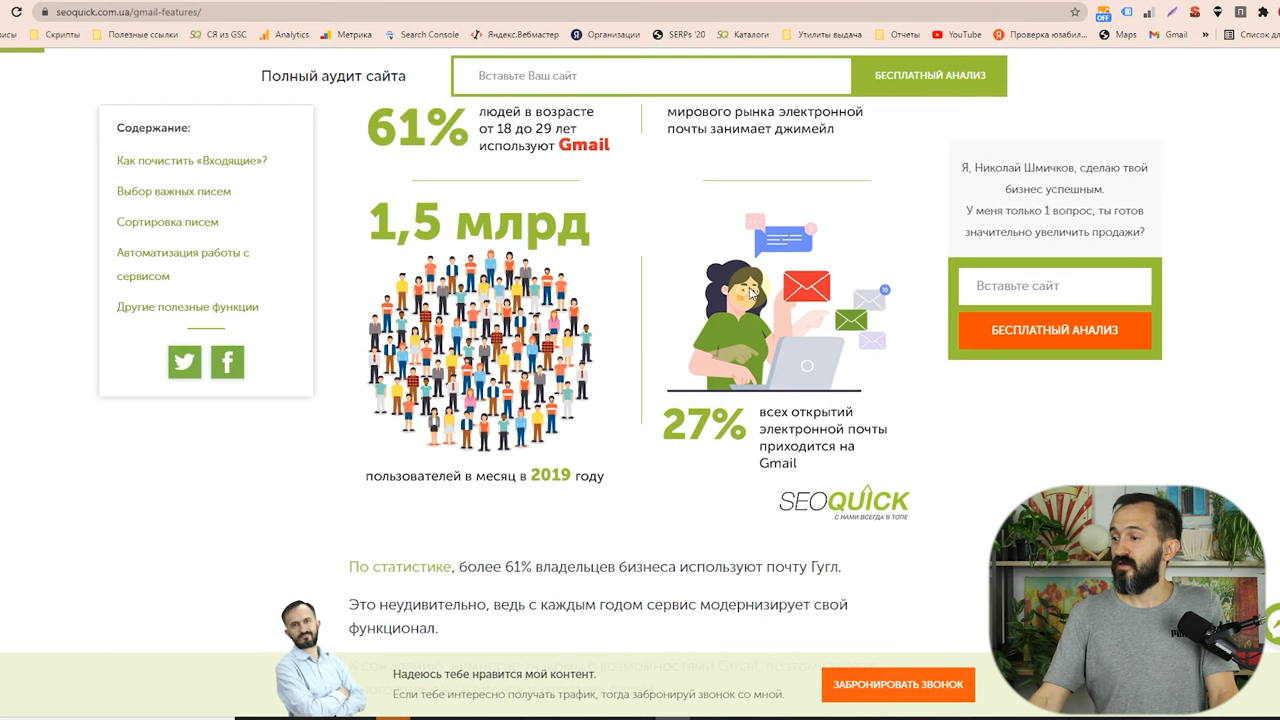 seoquick.com.ua/gmail-features/
Скрипты
Полезные ссылки
СЯ из GSC
Analytics
Метрика
Search Console
Яндекс.Вебмастер
Организации
SERPs '20
Каталоги
Утилиты выдача
Отчеты
YouTube
Проверка юзабил...
Maps
Gmail
»
Полный аудит сайта
Вставьте Ваш сайт
БЕСПЛАТНЫЙ АНАЛИЗ
Содержание:
Как почистить «Входящие»?
Выбор важных писем
Сортировка писем
Автоматизация работы с
сервисом
Другие полезные функции
61%
людей в возрасте
от 18 до 29 лет
используют Gmail
мирового рынка электронной
почты занимает джимейл
1,5 млрд
пользователей в месяц в 2019 году
27%
всех открытий
электронной почты
приходится на
Gmail
SEOQUICK
С НАМИ ВСЕГДА В ТОПЕ
Я, Николай Шмичков, сделаю твой
бизнес успешным.
У меня только 1 вопрос, ты готов
значительно увеличить продажи?
Вставьте сайт
БЕСПЛАТНЫЙ АНАЛИЗ
По статистике, более 61% владельцев бизнеса используют почту Гугл.
Это неудивительно, ведь с каждым годом сервис модернизирует свой
функционал.
Надеюсь тебе нравится мой контент.
Если тебе интересно получать трафик, тогда забронируй звонок со мной.
ЗАБРОНИРОВАТЬ ЗВОНОК